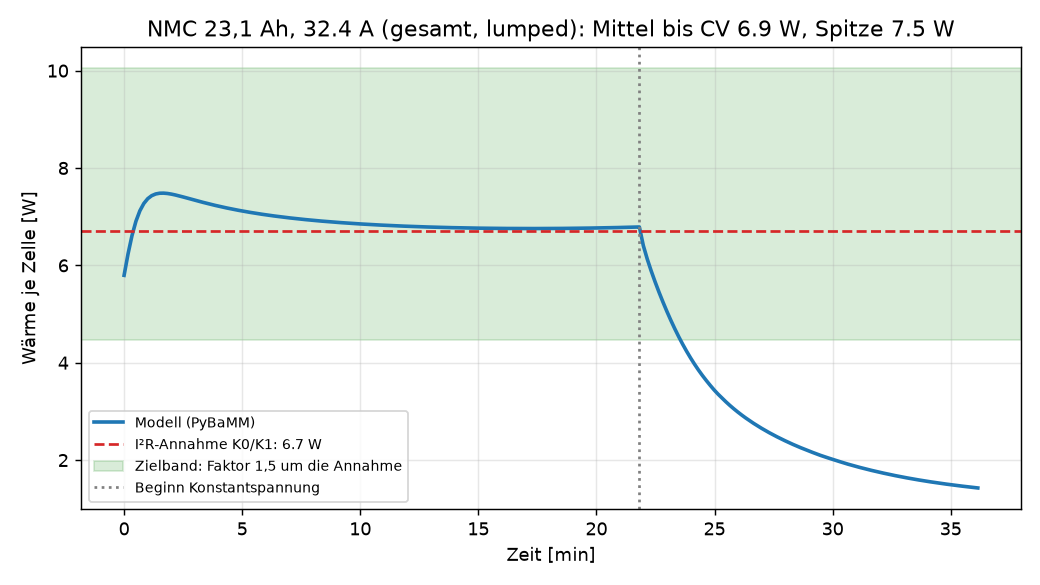 NMC 23,1 Ah, 32.4 A (gesamt, lumped): Mittel bis CV 6.9 W, Spitze 7.5 W
Wärme je Zelle [W]
10
8
6
4
2
Modell (PyBaMM)
I²R-Annahme K0/K1: 6.7 W
Zielband: Faktor 1,5 um die Annahme
Beginn Konstantspannung
0
5
10
15
20
25
30
35
Zeit [min]